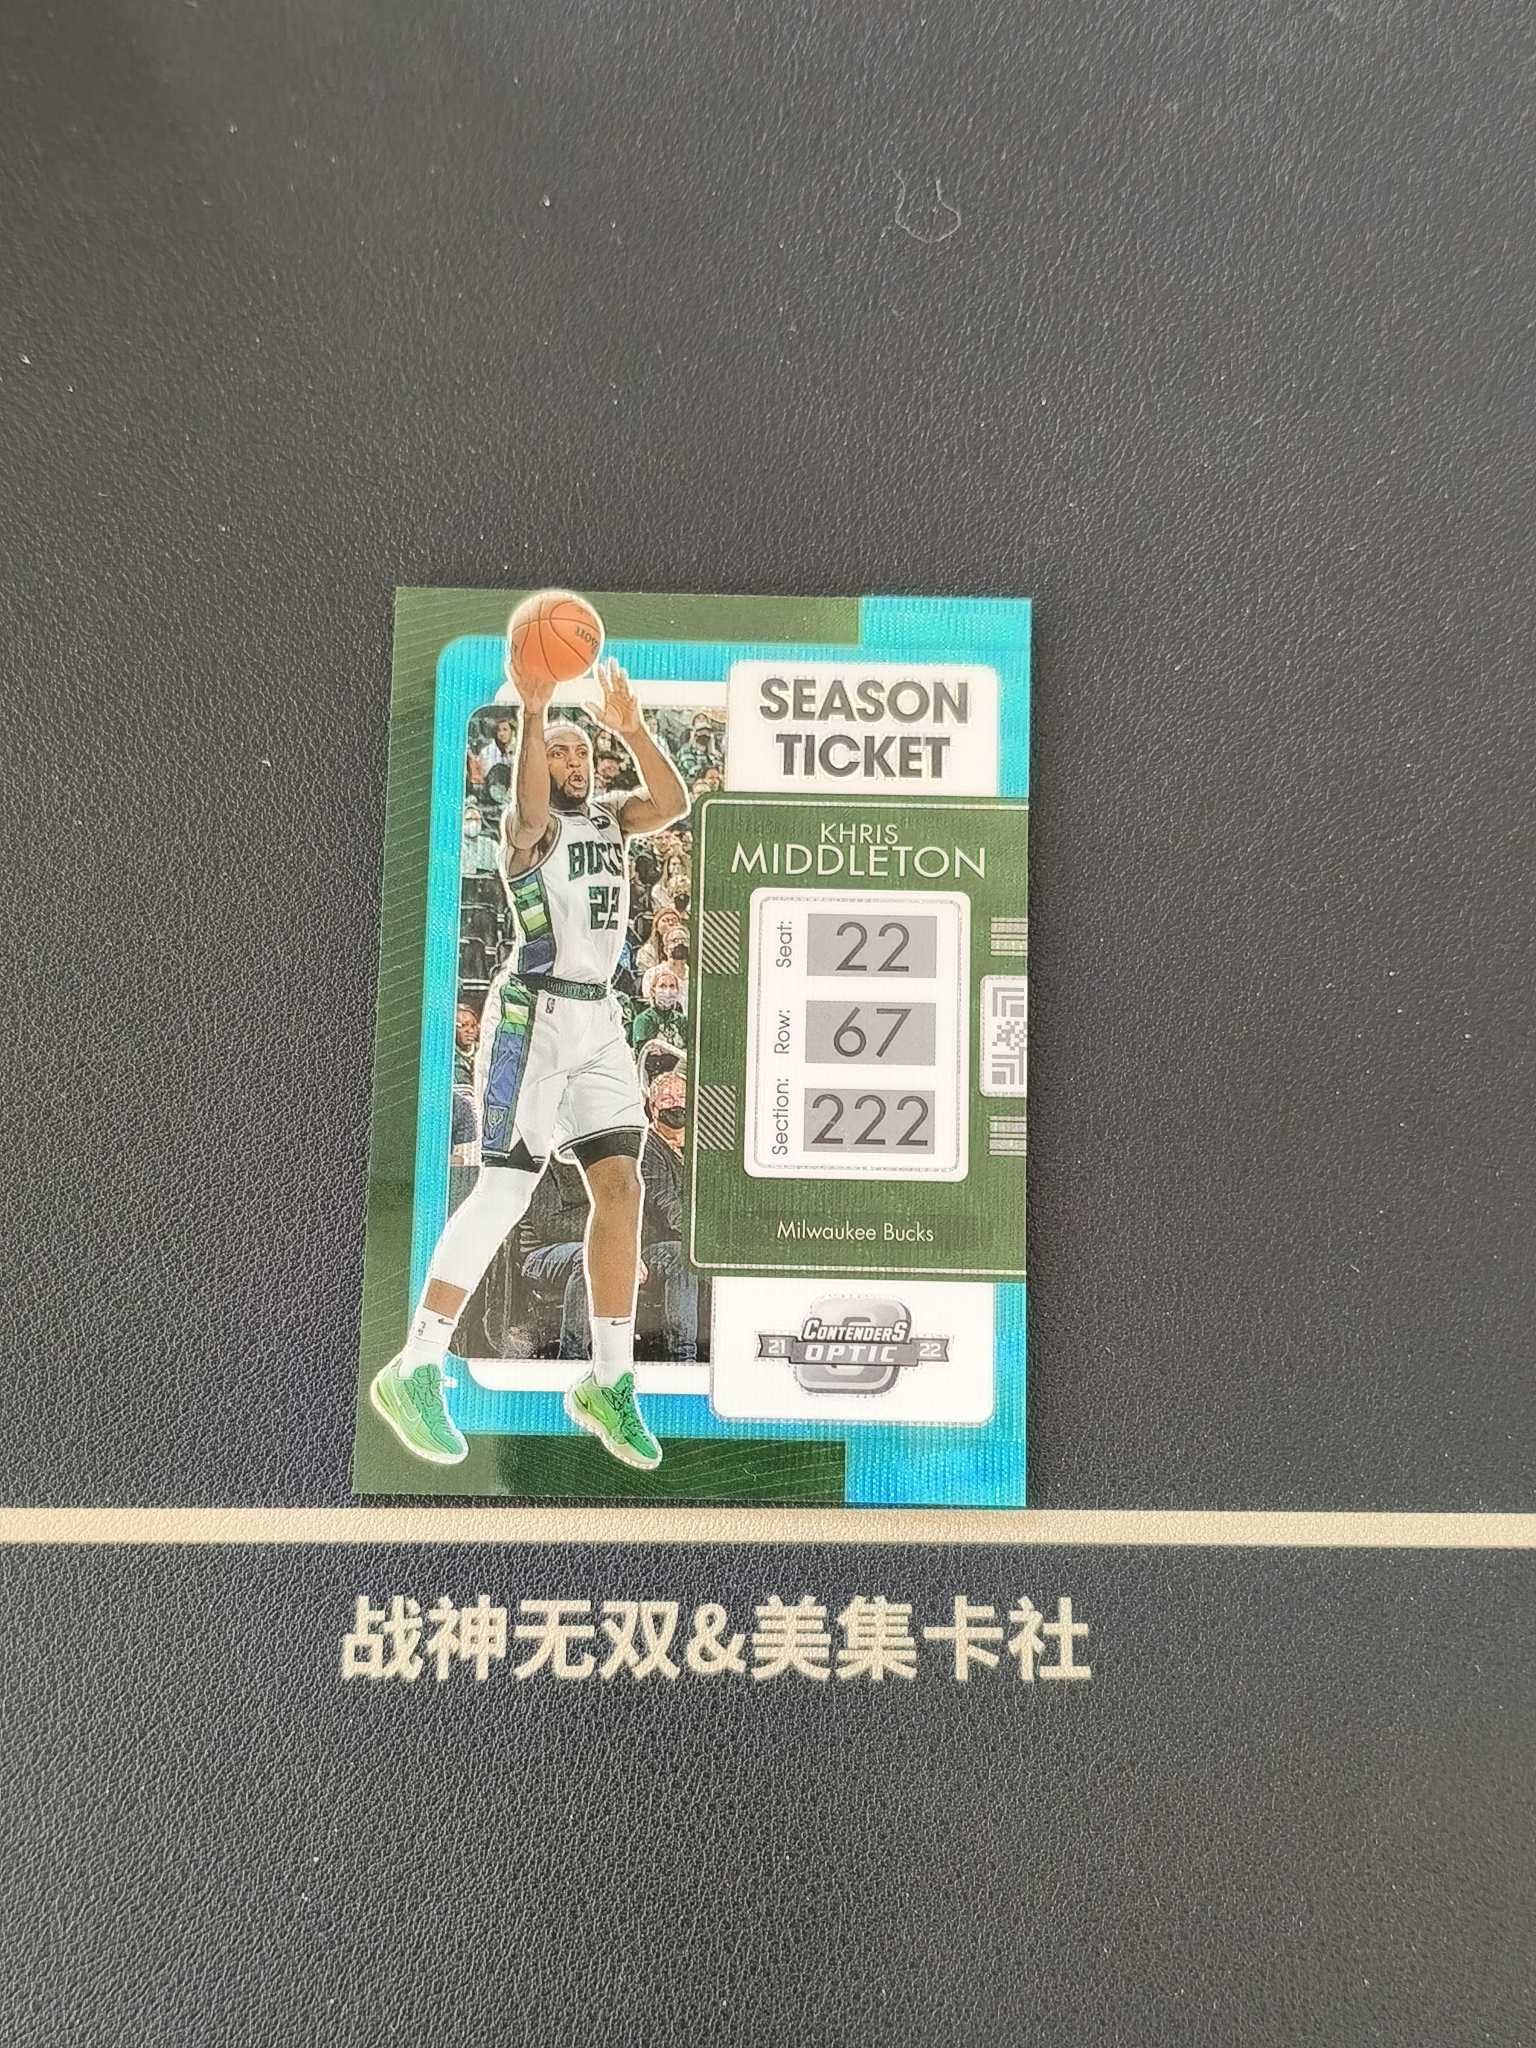 SEASON
TICKET
KHRIS
MIDDLETON
Seat: 22
Row: 67
Section: 222
Milwaukee Bucks
CONTENDERS
21 OPTIC 22
BUCKS
22
战神无双&美集卡社